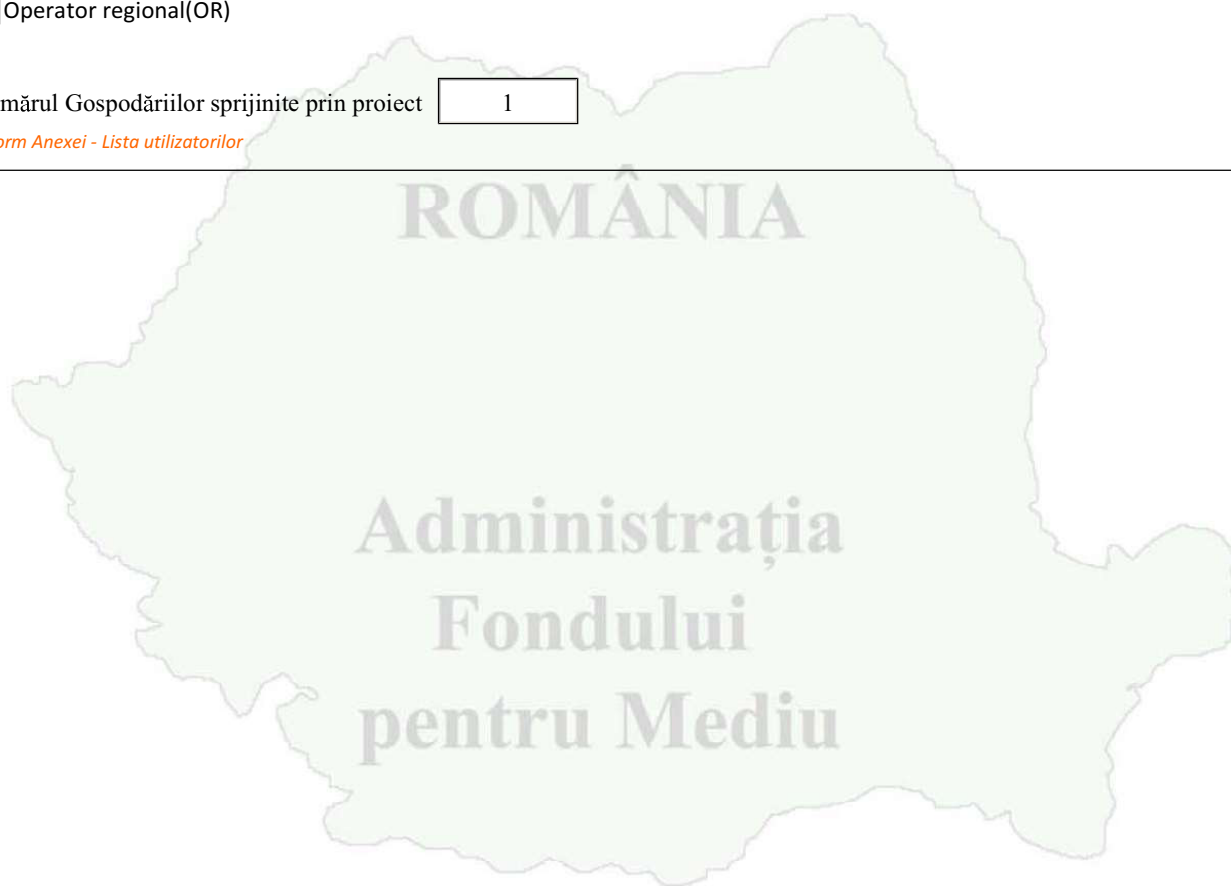 Operator regional(OR)
mărul Gospodăriilor sprijinite prin proiect 1
orm Anexei - Lista utilizatorilor
ROMÂNIA
Administrația
Fondului
pentru Mediu